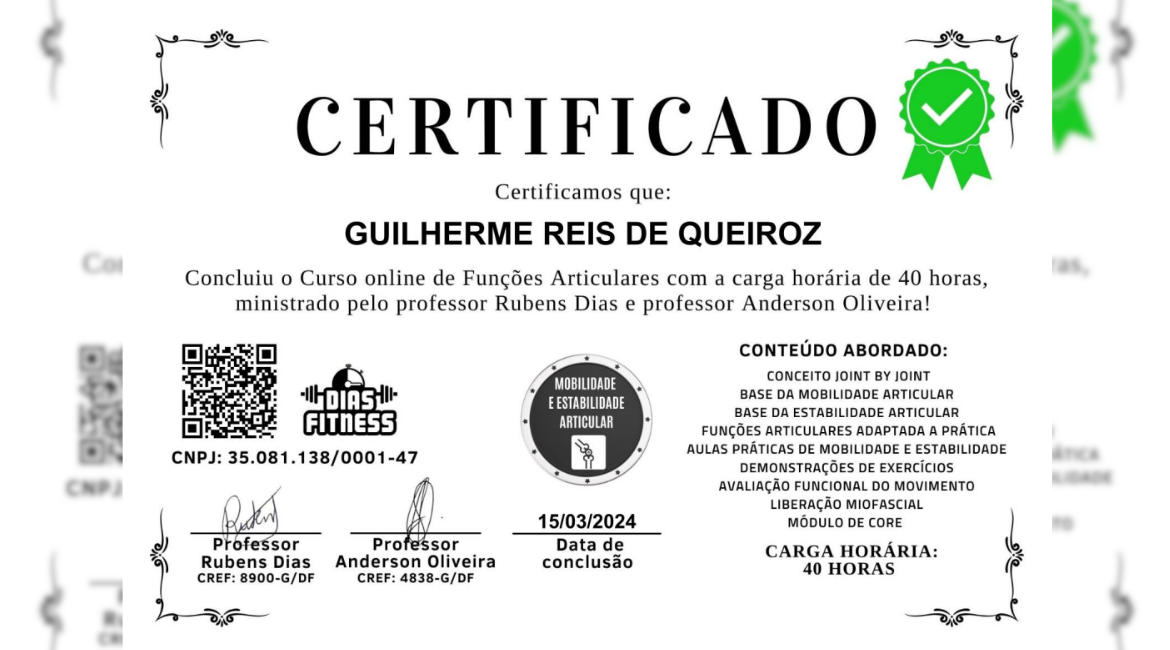 CERTIFICADO
Certificamos que:
GUILHERME REIS DE QUEIROZ
Concluiu o Curso online de Funções Articulares com a carga horária de 40 horas,
ministrado pelo professor Rubens Dias e professor Anderson Oliveira!
DIAS
FITNESS
CNPJ: 35.081.138/0001-47
MOBILIDADE
E ESTABILIDADE
ARTICULAR
CONTEÚDO ABORDADO:
CONCEITO JOINT BY JOINT
BASE DA MOBILIDADE ARTICULAR
BASE DA ESTABILIDADE ARTICULAR
FUNÇÕES ARTICULARES ADAPTADA A PRÁTICA
AULAS PRÁTICAS DE MOBILIDADE E ESTABILIDADE
DEMONSTRAÇÕES DE EXERCÍCIOS
AVALIAÇÃO FUNCIONAL DO MOVIMENTO
LIBERAÇÃO MIOFASCIAL
MÓDULO DE CORE
CARGA HORÁRIA:
40 HORAS
Professor
Rubens Dias
CREF: 8900-G/DF
Professor
Anderson Oliveira
CREF: 4838-G/DF
15/03/2024
Data de
conclusão